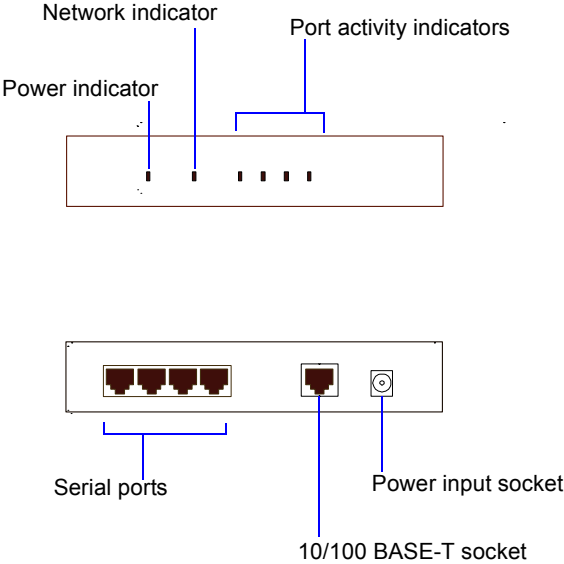 Network indicator
Port activity indicators
Power indicator
Serial ports
Power input socket
10/100 BASE-T socket